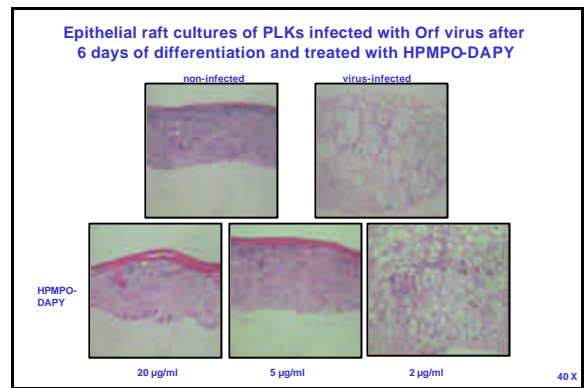 Epithelial raft cultures of PLKs infected with Orf virus after
6 days of differentiation and treated with HPMPO-DAPY
non-infected
virus-infected
HPMPO-
DAPY
20 µg/ml
5 µg/ml
2 µg/ml
40 X